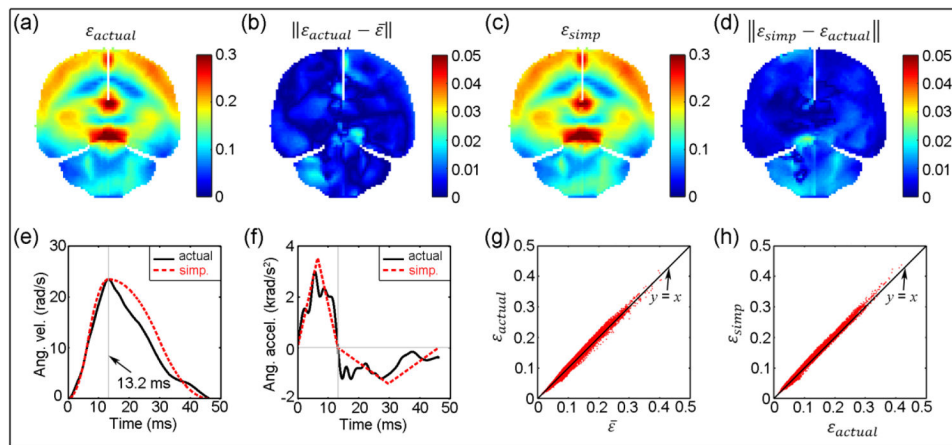 (a) ε_actual
(b) ‖ε_actual − ε̄‖
(c) ε_simp
(d) ‖ε_simp − ε_actual‖
0.3
0.2
0.1
0
0.05
0.04
0.03
0.02
0.01
0
0.3
0.2
0.1
0
0.05
0.04
0.03
0.02
0.01
0
(e)
Ang. vel. (rad/s)
30
20
10
0
actual
simp.
13.2 ms
0 10 20 30 40 50
Time (ms)
(f)
Ang. accel. (krad/s²)
4
2
0
-2
actual
simp.
0 10 20 30 40 50
Time (ms)
(g)
ε_actual
0.5
0.4
0.3
0.2
0.1
0
y = x
0 0.1 0.2 0.3 0.4 0.5
ε̄
(h)
ε_simp
0.5
0.4
0.3
0.2
0.1
0
y = x
0 0.1 0.2 0.3 0.4 0.5
ε_actual